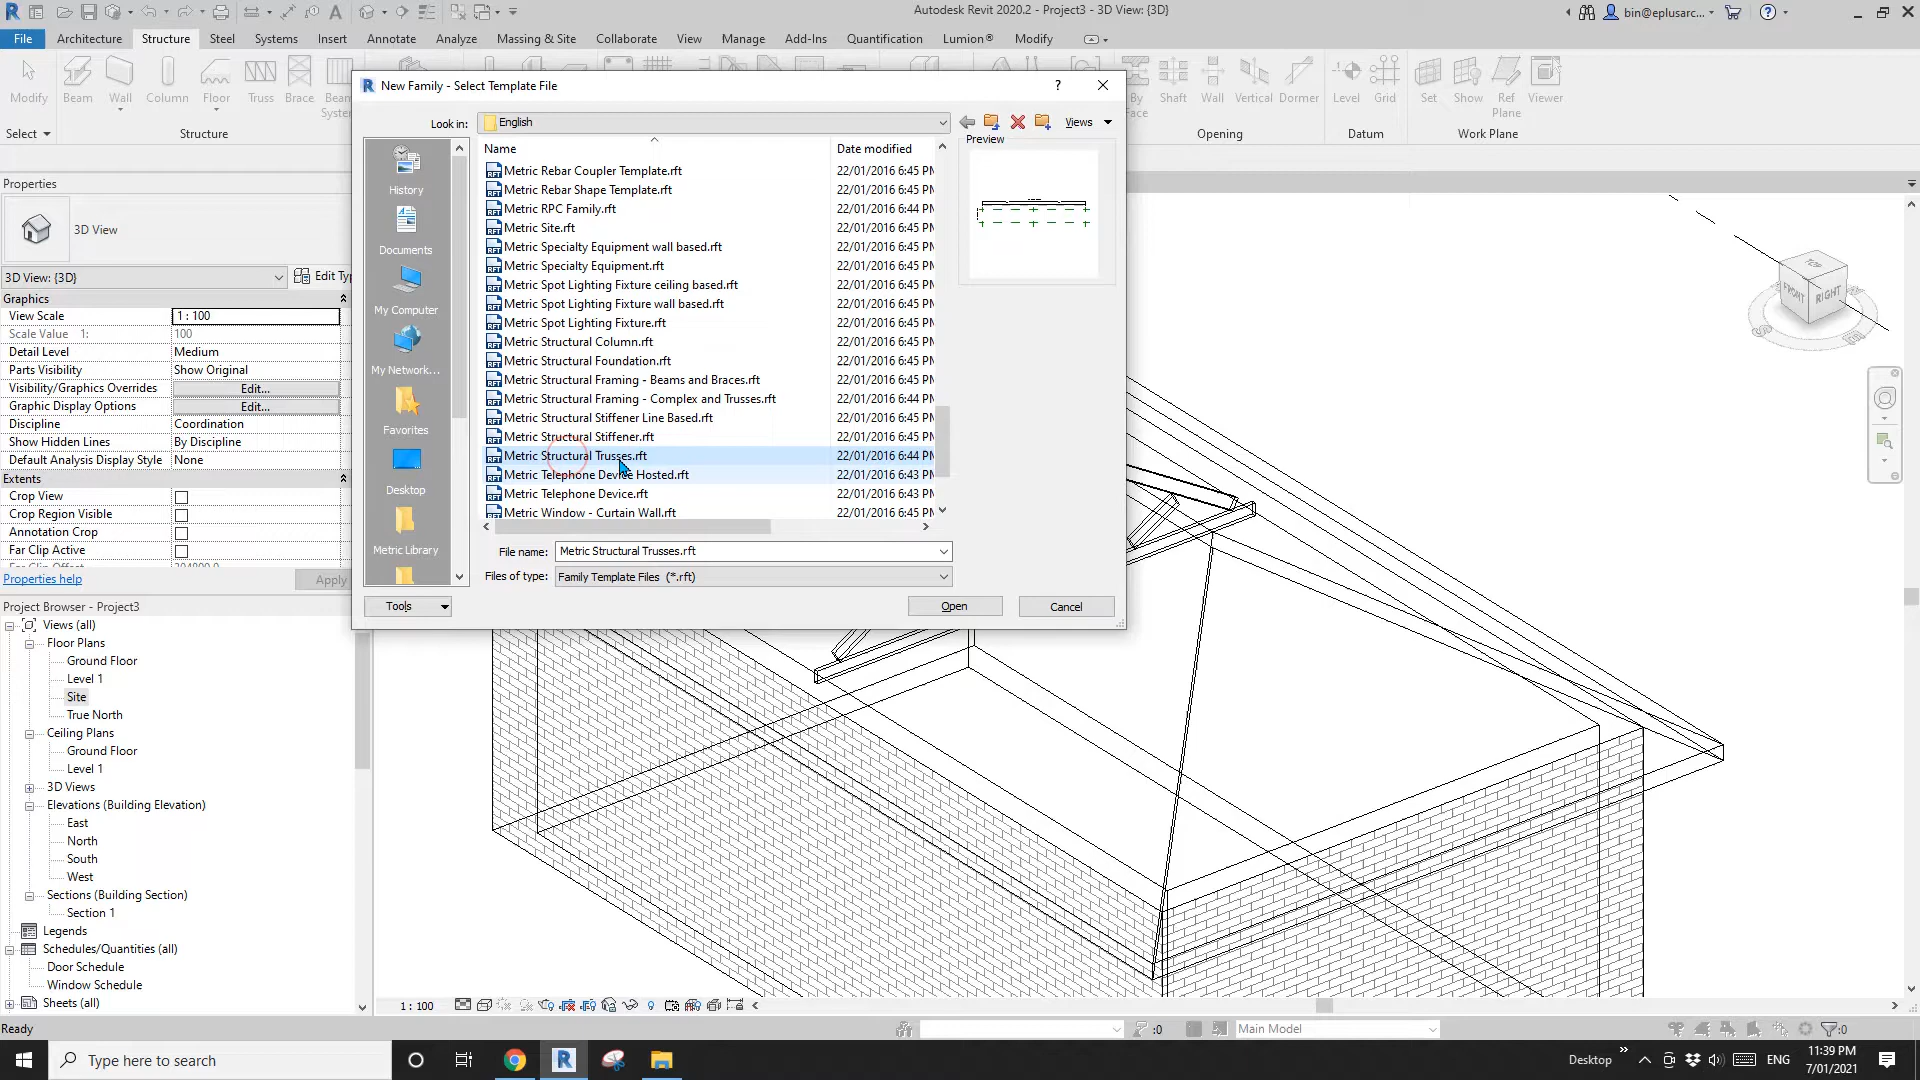 Autodesk Revit 2020.2 - Project3 - 3D View: {3D}
bin@eplusarc...
File Architecture Structure Steel Systems Insert Annotate Analyze Massing & Site Collaborate View Manage Add-Ins Quantification Lumion® Modify
Modify Beam Wall Column Floor Truss Brace Beam System
By Face Shaft Wall Vertical Dormer Level Grid Set Show Ref Plane Viewer
Select Structure Opening Datum Work Plane
New Family - Select Template File
Look in: English Views
Preview
History
Documents
My Computer
My Network...
Favorites
Desktop
Metric Library
Name Date modified
Metric Rebar Coupler Template.rft 22/01/2016 6:45 PM
Metric Rebar Shape Template.rft 22/01/2016 6:45 PM
Metric RPC Family.rft 22/01/2016 6:44 PM
Metric Site.rft 22/01/2016 6:45 PM
Metric Specialty Equipment wall based.rft 22/01/2016 6:45 PM
Metric Specialty Equipment.rft 22/01/2016 6:45 PM
Metric Spot Lighting Fixture ceiling based.rft 22/01/2016 6:45 PM
Metric Spot Lighting Fixture wall based.rft 22/01/2016 6:45 PM
Metric Spot Lighting Fixture.rft 22/01/2016 6:45 PM
Metric Structural Column.rft 22/01/2016 6:45 PM
Metric Structural Foundation.rft 22/01/2016 6:45 PM
Metric Structural Framing - Beams and Braces.rft 22/01/2016 6:45 PM
Metric Structural Framing - Complex and Trusses.rft 22/01/2016 6:44 PM
Metric Structural Stiffener Line Based.rft 22/01/2016 6:45 PM
Metric Structural Stiffener.rft 22/01/2016 6:45 PM
Metric Structural Trusses.rft 22/01/2016 6:44 PM
Metric Telephone Device Hosted.rft 22/01/2016 6:43 PM
Metric Telephone Device.rft 22/01/2016 6:43 PM
Metric Window - Curtain Wall.rft 22/01/2016 6:45 PM
File name: Metric Structural Trusses.rft
Files of type: Family Template Files (*.rft)
Tools Open Cancel
TOP
FRONT RIGHT
Properties
3D View
3D View: {3D} Edit Typ
Graphics
View Scale 1 : 100
Scale Value 1: 100
Detail Level Medium
Parts Visibility Show Original
Visibility/Graphics Overrides Edit...
Graphic Display Options Edit...
Discipline Coordination
Show Hidden Lines By Discipline
Default Analysis Display Style None
Extents
Crop View
Crop Region Visible
Annotation Crop
Far Clip Active
Far Clip Offset 304800.0
Properties help Apply
Project Browser - Project3
Views (all)
Floor Plans
Ground Floor
Level 1
Site
True North
Ceiling Plans
Ground Floor
Level 1
3D Views
Elevations (Building Elevation)
East
North
South
West
Sections (Building Section)
Section 1
Legends
Schedules/Quantities (all)
Door Schedule
Window Schedule
Sheets (all)
1 : 100
Ready :0 Main Model :0
Type here to search Desktop ENG 11:39 PM
7/01/2021